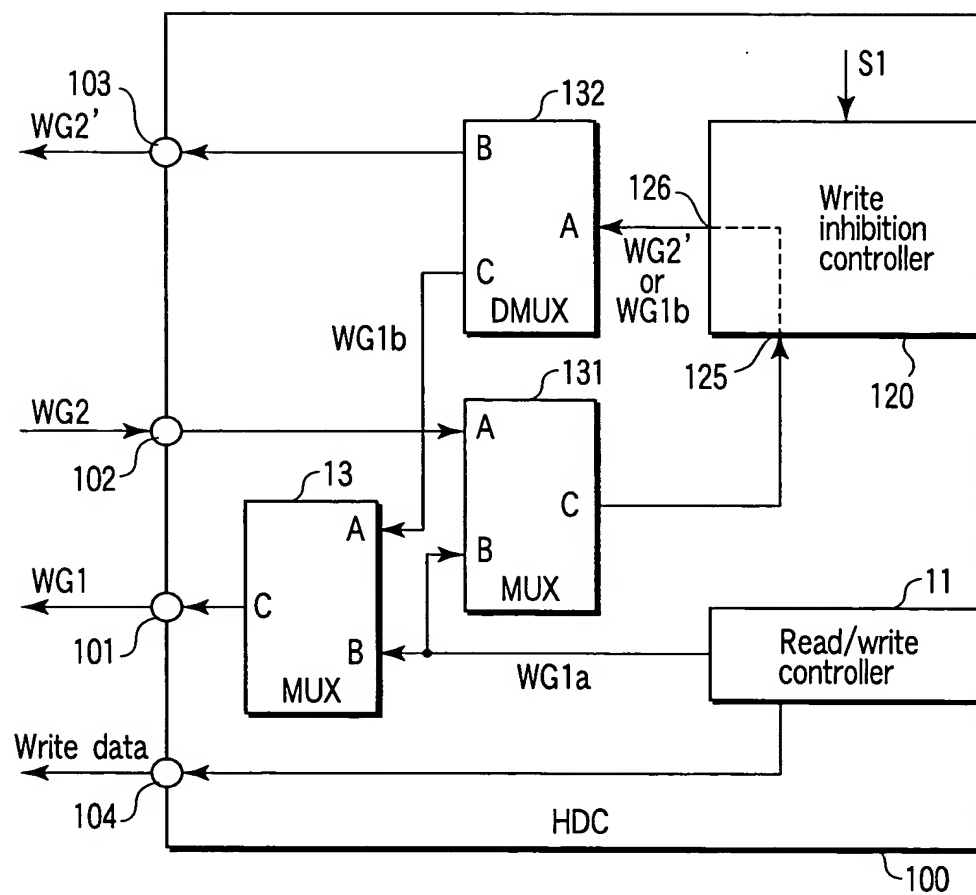 S1
103
132
WG2'
B
126
Write
inhibition
controller
A
WG2'
or
WG1b
C
DMUX
WG1b
131
125
120
WG2
A
102
13
C
A
B
WG1
MUX
11
C
101
B
Read/write
controller
MUX
WG1a
Write data
104
HDC
100